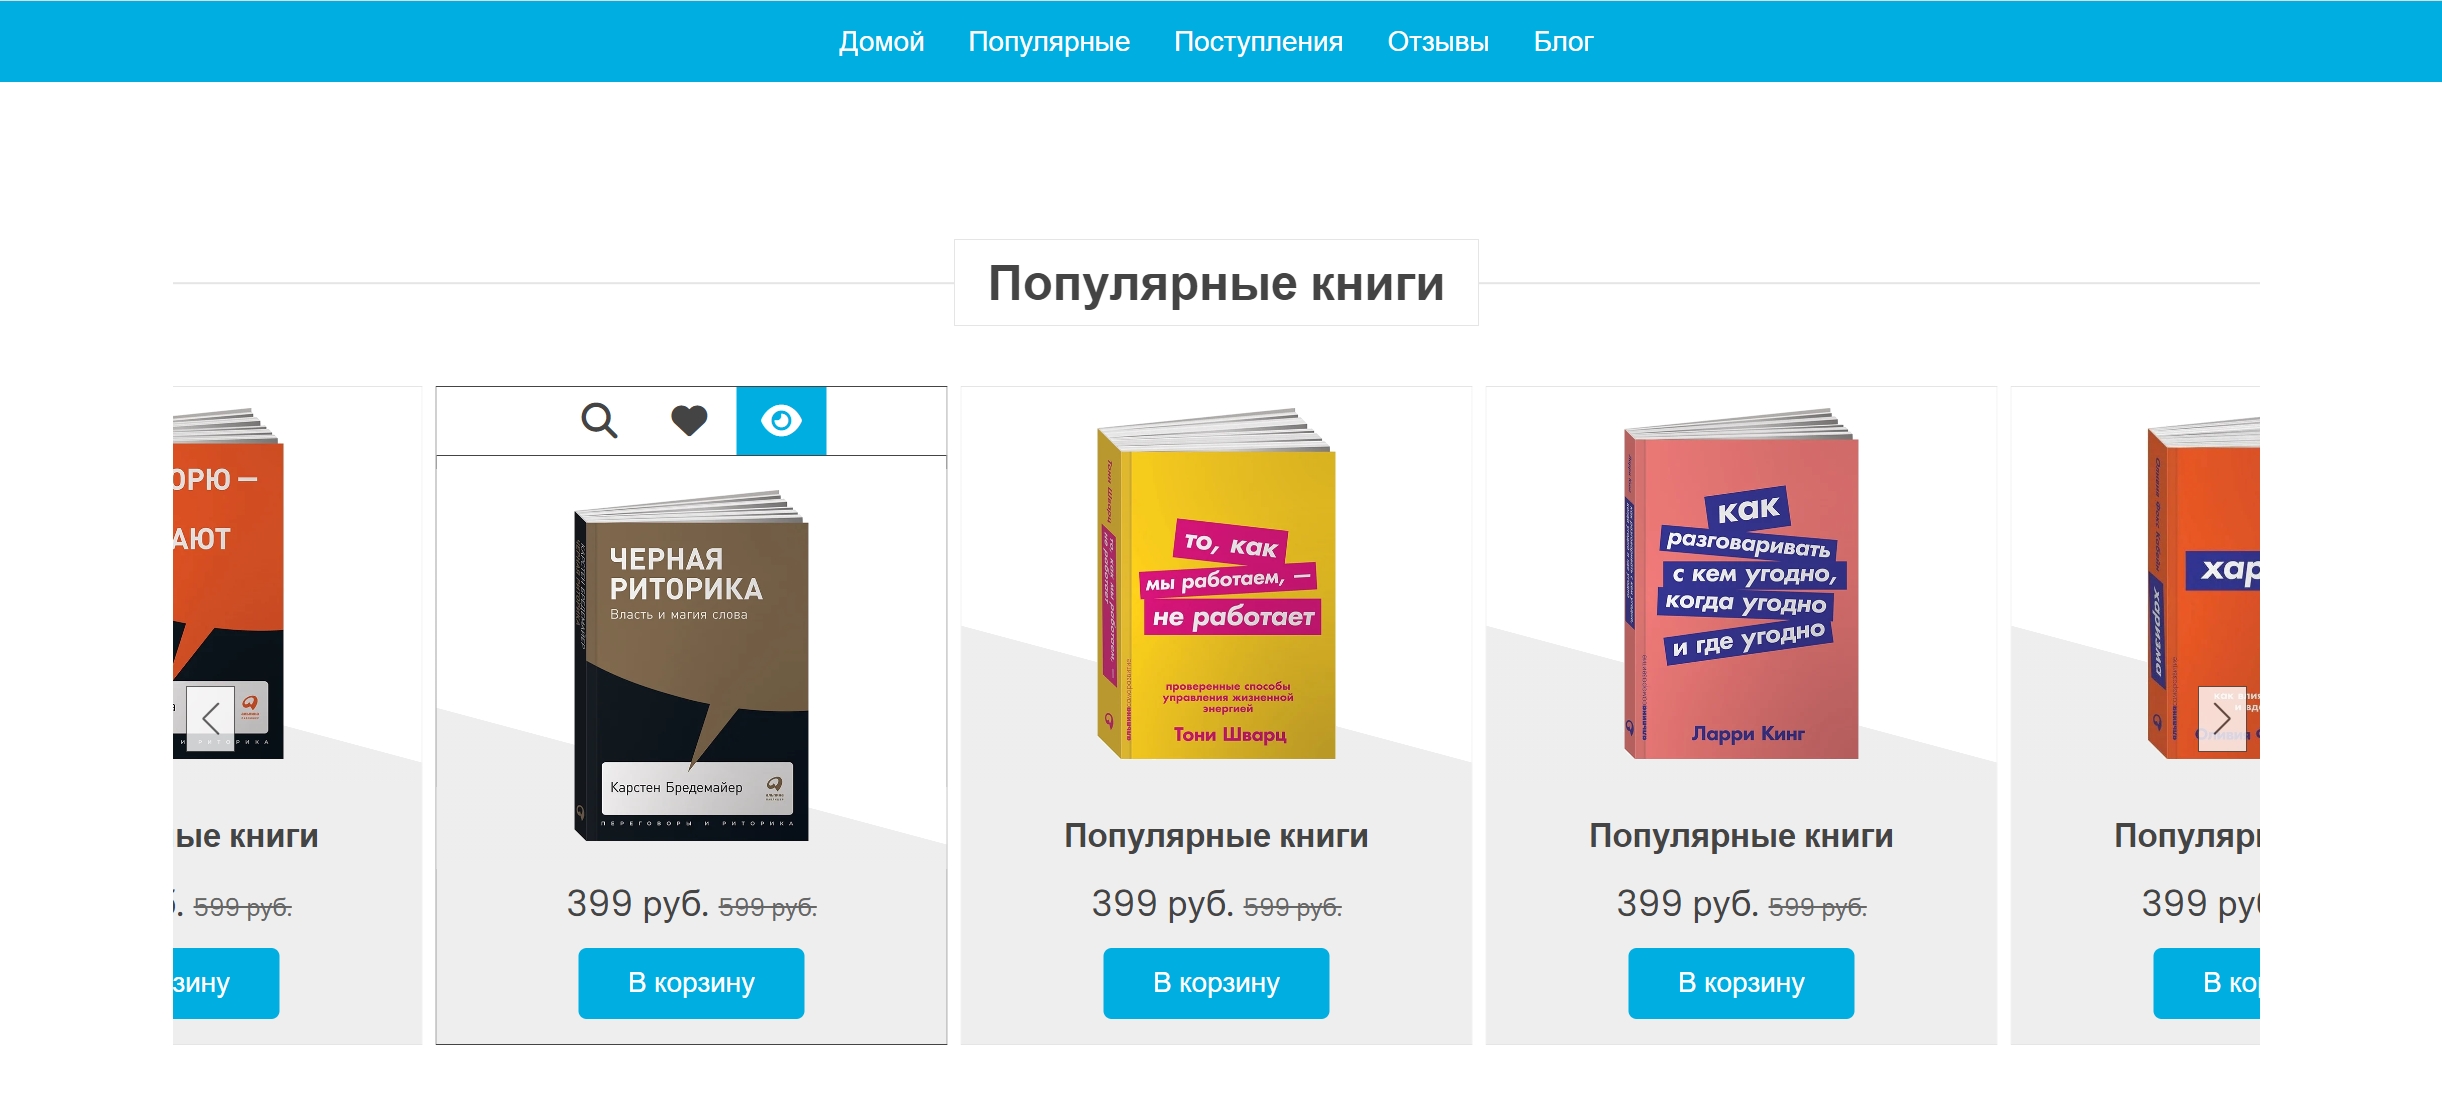 Домой Популярные Поступления Отзывы Блог
Популярные книги
ОРЮ —
АЮТ
ЧЕРНАЯ
РИТОРИКА
Власть и магия слова
Карстен Бредемайер
ПЕРЕГОВОРЫ И РИТОРИКА
ые книги
599 руб.
зину
399 руб. 599 руб.
В корзину
то, как
мы работаем, —
не работает
проверенные способы
управления жизненной
энергией
Тони Шварц
Популярные книги
399 руб. 599 руб.
В корзину
как
разговаривать
с кем угодно,
когда угодно
и где угодно
Ларри Кинг
Популярные книги
399 руб. 599 руб.
В корзину
хар
харизма
Популяр
399 ру
В ко